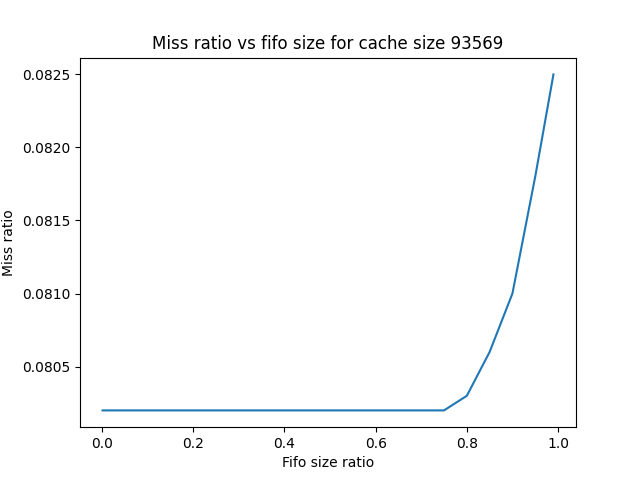 Miss ratio vs fifo size for cache size 93569
0.0825
0.0820
0.0815
0.0810
0.0805
Miss ratio
0.0 0.2 0.4 0.6 0.8 1.0
Fifo size ratio